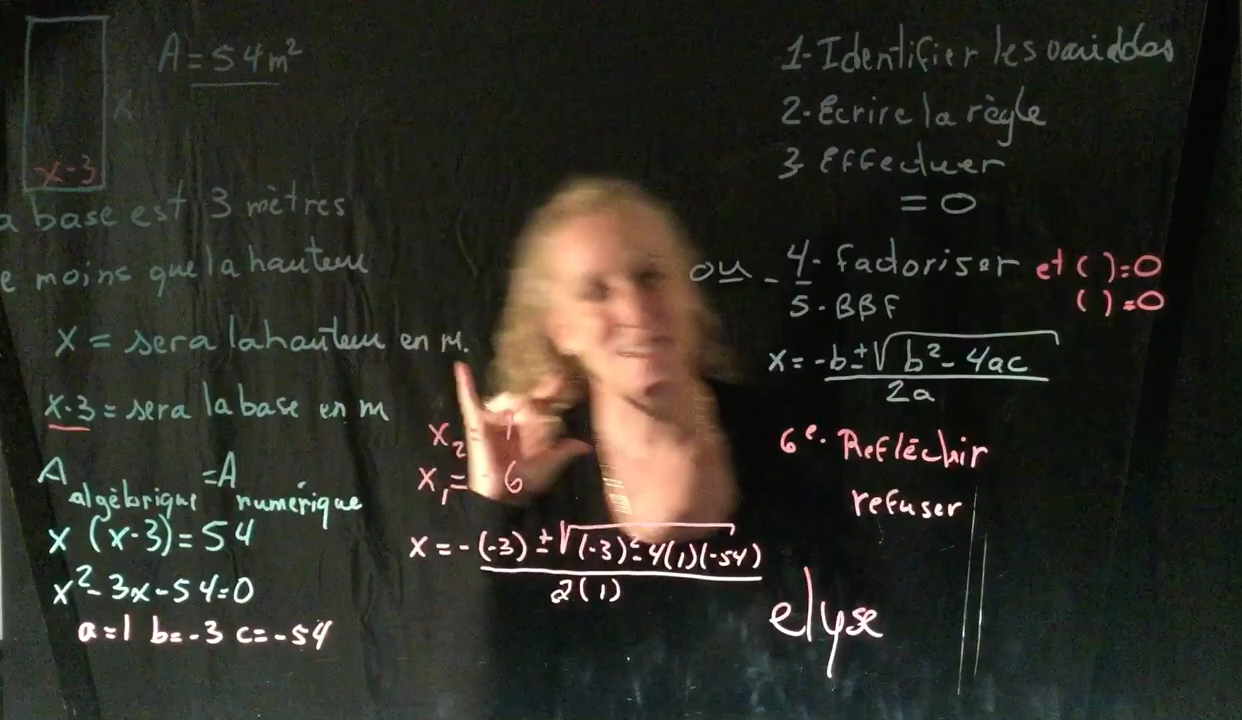 A = 54 m²
x
x-3
a base est 3 mètres
e moins que la hauteur
x = sera la hauteur en m.
x-3 = sera la base en m
A algébrique = A numérique
x (x-3) = 54
x² - 3x - 54 = 0
a = 1 b = -3 c = -54
x₂
x₁ = 6
x = -(-3) ± √(-3)² - 4(1)(-54)
2(1)
1- Identifier les variables
2- Écrire la règle
3 Effectuer
= 0
ou - 4- Factoriser et ( ) = 0
5- BBF ( ) = 0
x = -b ± √b² - 4ac
2a
6e. Refléchir
refuser
elyse